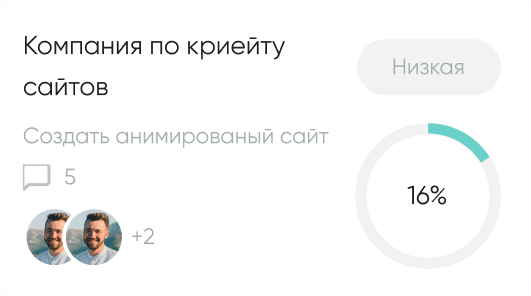 Компания по криейту
сайтов
Низкая
Создать анимированый сайт
5
16%
+2